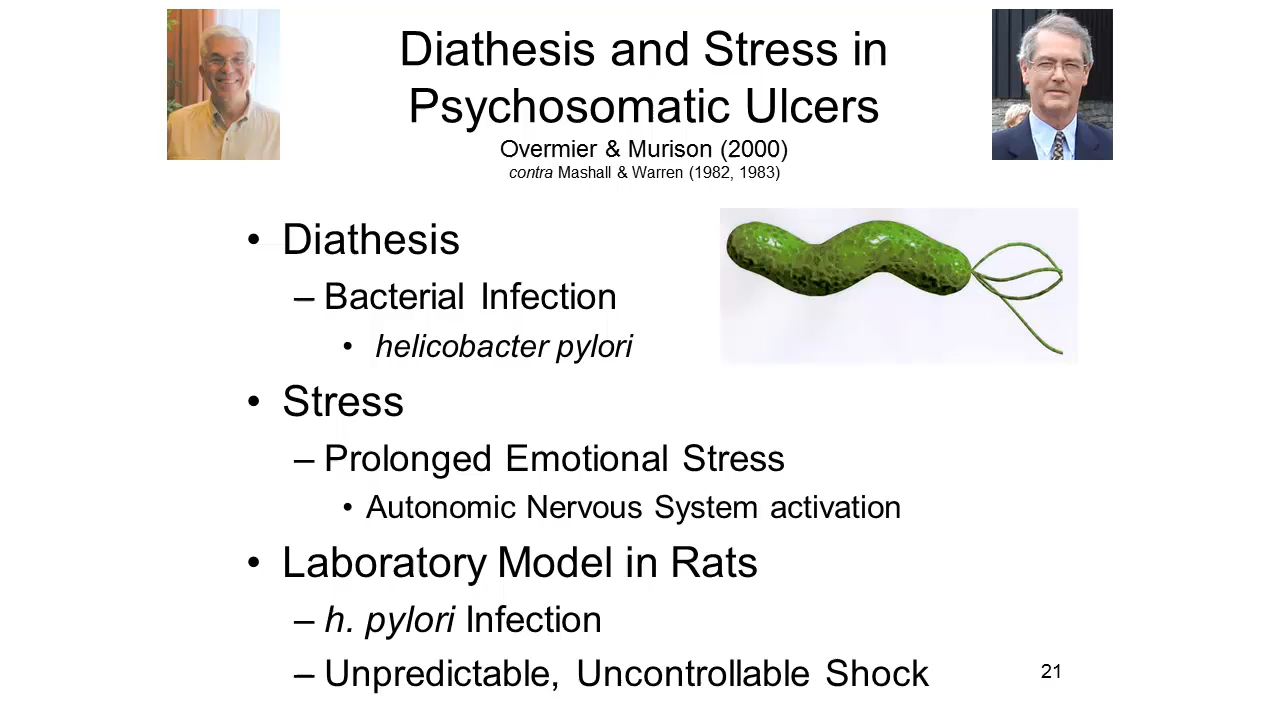 Diathesis and Stress in
Psychosomatic Ulcers
Overmier & Murison (2000)
contra Mashall & Warren (1982, 1983)
• Diathesis
– Bacterial Infection
• helicobacter pylori
• Stress
– Prolonged Emotional Stress
• Autonomic Nervous System activation
• Laboratory Model in Rats
– h. pylori Infection
– Unpredictable, Uncontrollable Shock
21